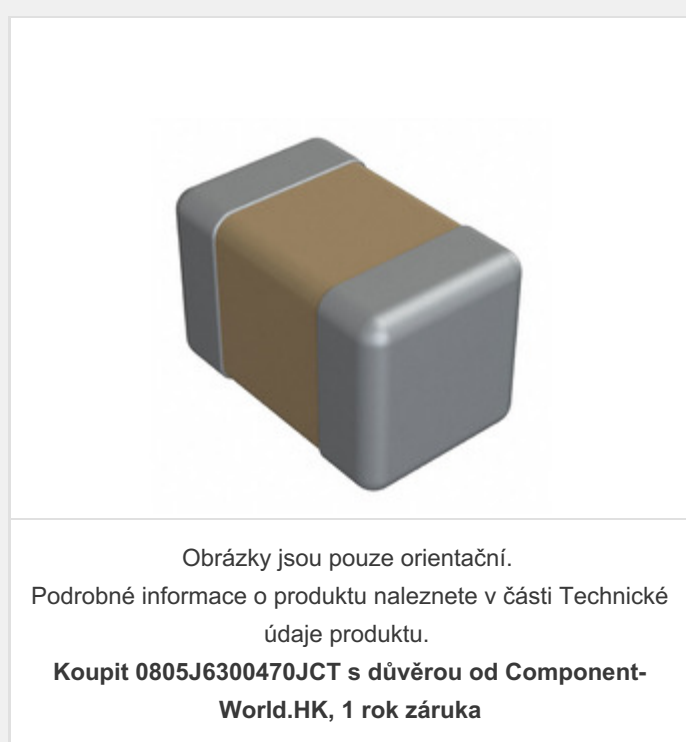 Obrázky jsou pouze orientační.
Podrobné informace o produktu naleznete v části Technické
údaje produktu.
Koupit 0805J6300470JCT s důvěrou od Component-
World.HK, 1 rok záruka